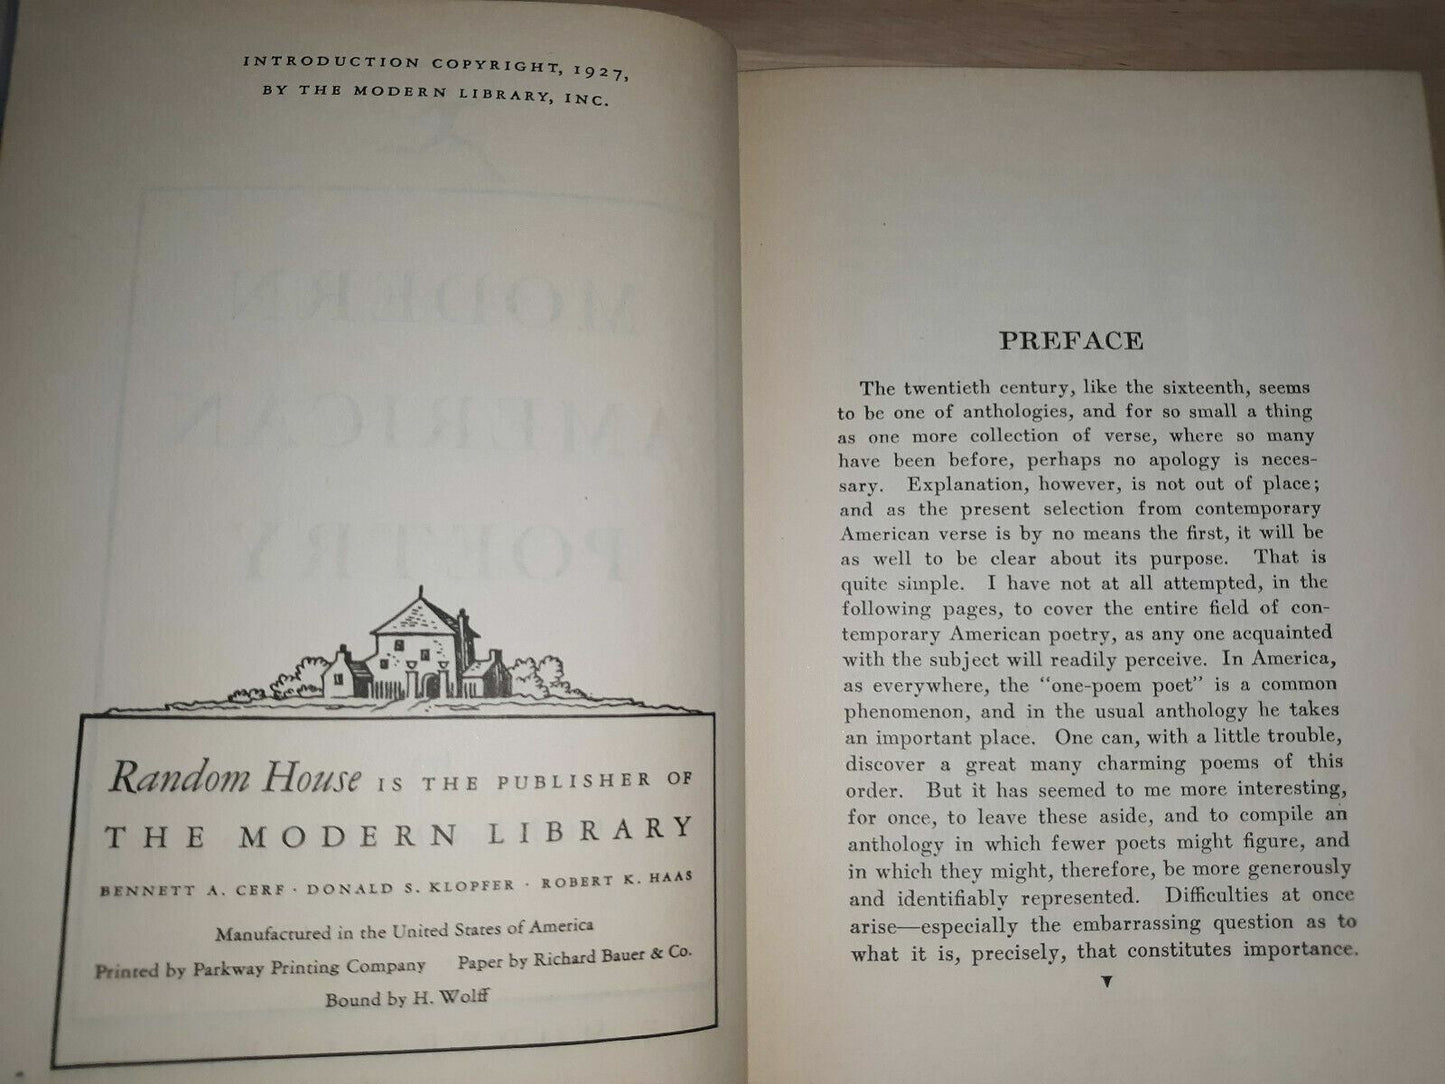 INTRODUCTION COPYRIGHT, 1927,
BY THE MODERN LIBRARY, INC.
MODERN
AMERICAN
POETRY
Random House IS THE PUBLISHER OF
THE MODERN LIBRARY
BENNETT A. CERF · DONALD S. KLOPFER · ROBERT K. HAAS
Manufactured in the United States of America
Printed by Parkway Printing Company Paper by Richard Bauer & Co.
Bound by H. Wolff
PREFACE
The twentieth century, like the sixteenth, seems
to be one of anthologies, and for so small a thing
as one more collection of verse, where so many
have been before, perhaps no apology is neces-
sary. Explanation, however, is not out of place;
and as the present selection from contemporary
American verse is by no means the first, it will be
as well to be clear about its purpose. That is
quite simple. I have not at all attempted, in the
following pages, to cover the entire field of con-
temporary American poetry, as any one acquainted
with the subject will readily perceive. In America,
as everywhere, the "one-poem poet" is a common
phenomenon, and in the usual anthology he takes
an important place. One can, with a little trouble,
discover a great many charming poems of this
order. But it has seemed to me more interesting,
for once, to leave these aside, and to compile an
anthology in which fewer poets might figure, and
in which they might, therefore, be more generously
and identifiably represented. Difficulties at once
arise—especially the embarrassing question as to
what it is, precisely, that constitutes importance.